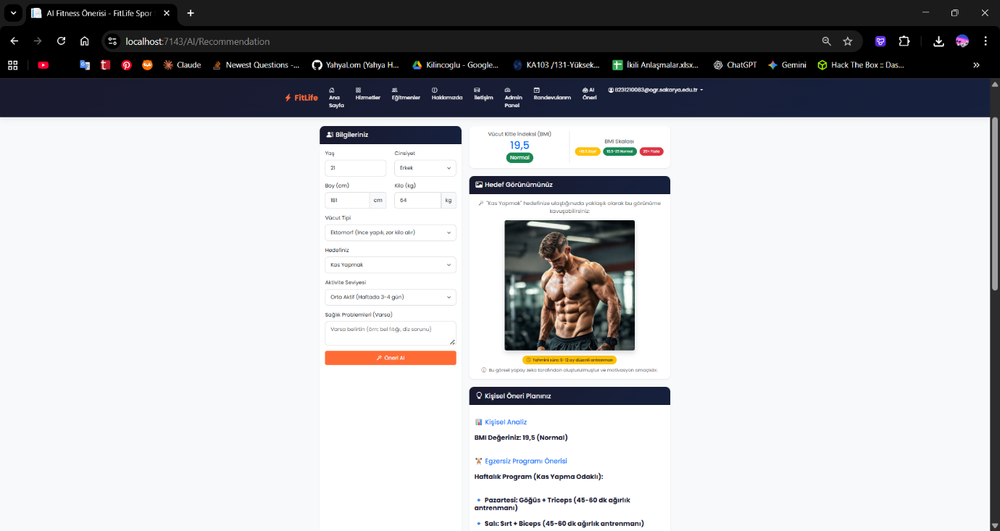 AI Fitness Önerisi - FitLife Spor
localhost:7143/AI/Recommendation
Claude
Newest Questions -...
YahyaLom (Yahya H...
Kilincoglu - Google...
KA103 /131-Yüksek...
İkili Anlaşmalar.xlsx...
ChatGPT
Gemini
Hack The Box :: Das...
FitLife
Ana Sayfa
Hizmetler
Eğitmenler
Hakkımızda
İletişim
Admin Panel
Randevularım
AI Öneri
B231210083@ogr.sakarya.edu.tr
Bilgileriniz
Yaş
Cinsiyet
21
Erkek
Boy (cm)
Kilo (kg)
181 cm
64 kg
Vücut Tipi
Ektomorf (İnce yapılı, zor kilo alır)
Hedefiniz
Kas Yapmak
Aktivite Seviyesi
Orta Aktif (Haftada 3-4 gün)
Sağlık Problemleri (Varsa)
Varsa belirtin (örn: bel fıtığı, diz sorunu)
Öneri Al
Vücut Kitle İndeksi (BMI)
19,5
Normal
BMI Skalası
<18.5 Zayıf
18.5-25 Normal
25+ Fazla
Hedef Görünümünüz
"Kas Yapmak" hedefinize ulaştığınızda yaklaşık olarak bu görünüme
kavuşabilirsiniz:
Tahmini süre: 6-12 ay düzenli antrenman
Bu görsel yapay zeka tarafından oluşturulmuştur ve motivasyon amaçlıdır.
Kişisel Öneri Planınız
Kişisel Analiz
BMI Değeriniz: 19,5 (Normal)
Egzersiz Programı Önerisi
Haftalık Program (Kas Yapma Odaklı):
Pazartesi: Göğüs + Triceps (45-60 dk ağırlık
antrenmanı)
Salı: Sırt + Biceps (45-60 dk ağırlık antrenmanı)